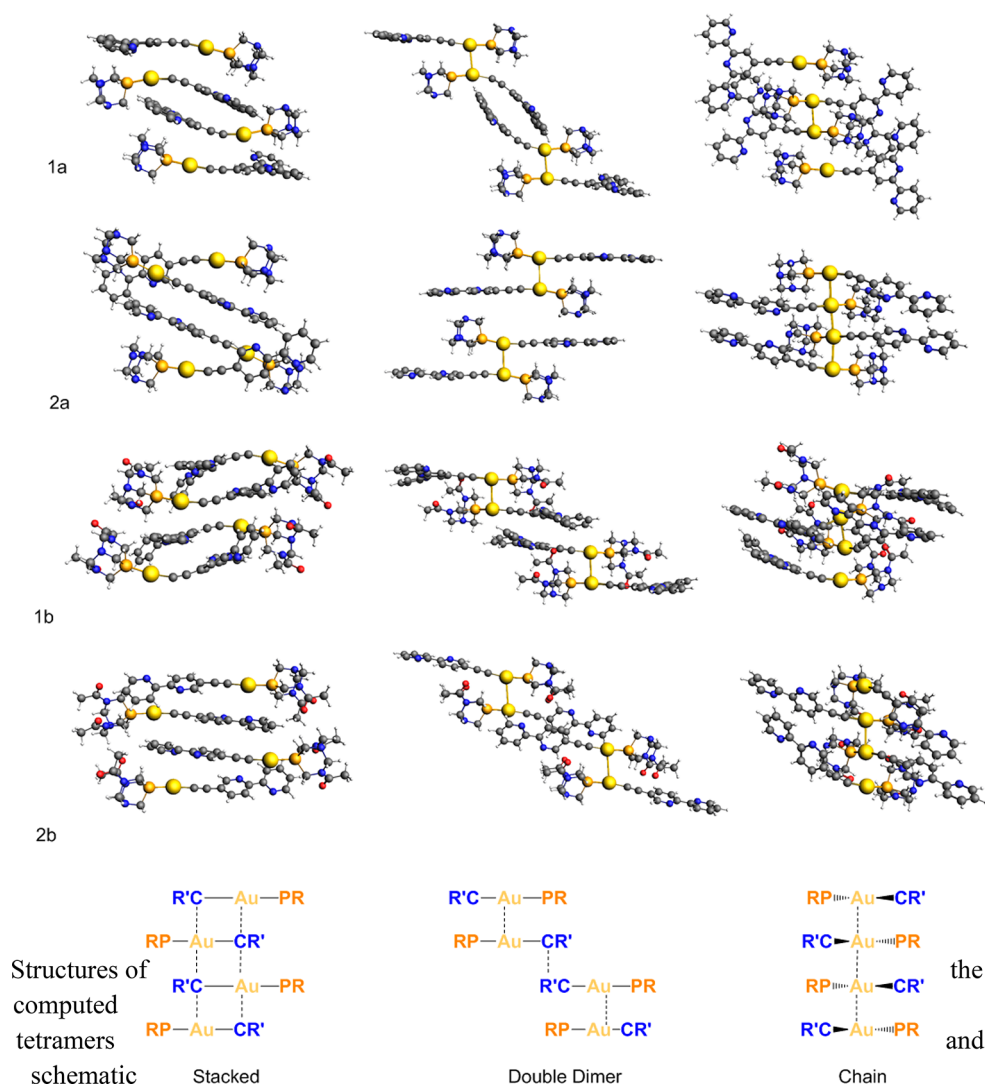 1a
2a
1b
2b
R'C Au PR R'C Au PR RP Au CR'
RP Au CR' RP Au CR' R'C Au PR
Structures of R'C Au PR R'C Au PR RP Au CR' the
computed
tetramers RP Au CR' RP Au CR' R'C Au PR and
schematic Stacked Double Dimer Chain